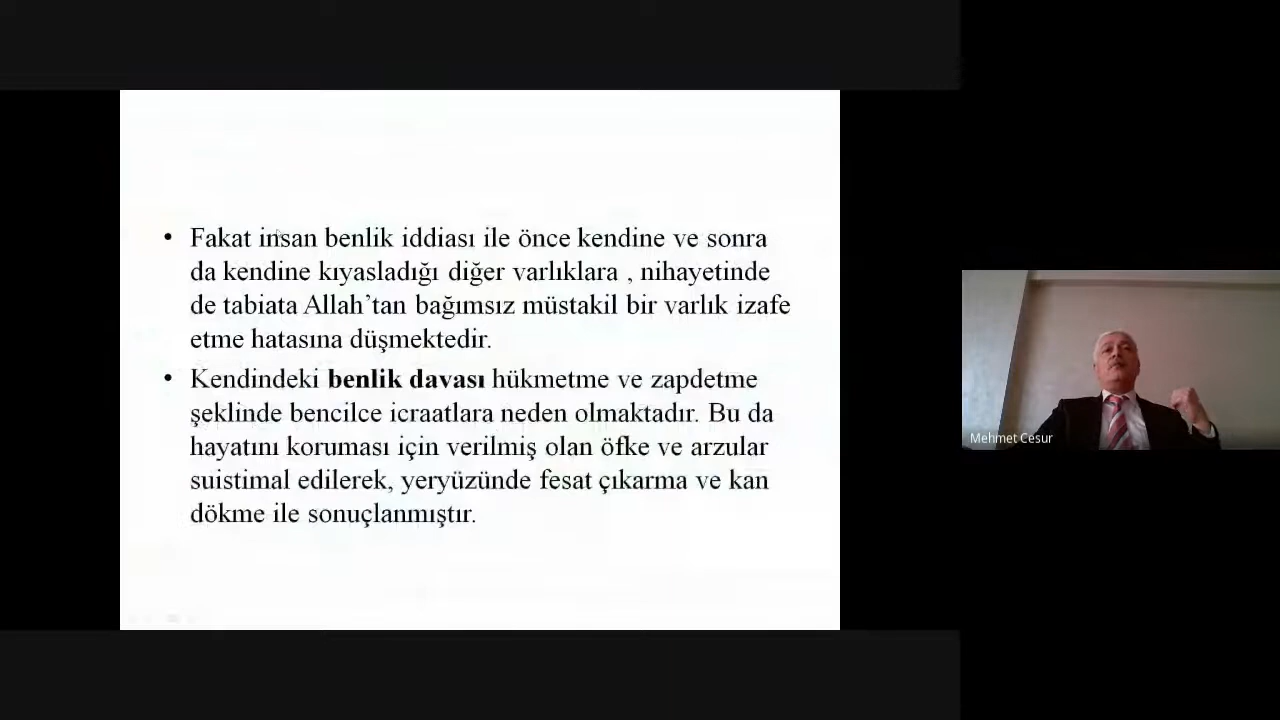 • Fakat insan benlik iddiası ile önce kendine ve sonra
da kendine kıyasladığı diğer varlıklara , nihayetinde
de tabiata Allah’tan bağımsız müstakil bir varlık izafe
etme hatasına düşmektedir.
• Kendindeki benlik davası hükmetme ve zapdetme
şeklinde bencilce icraatlara neden olmaktadır. Bu da
hayatını koruması için verilmiş olan öfke ve arzular
suistimal edilerek, yeryüzünde fesat çıkarma ve kan
dökme ile sonuçlanmıştır.
Mehmet Cesur